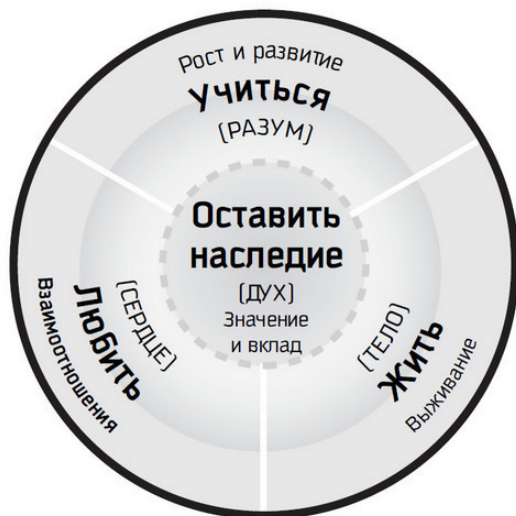 Рост и развитие
Учиться
(РАЗУМ)
Оставить
наследие
(ДУХ)
Значение
и вклад
(СЕРДЦЕ)
Любить
Взаимоотношения
(ТЕЛО)
Жить
Выживание